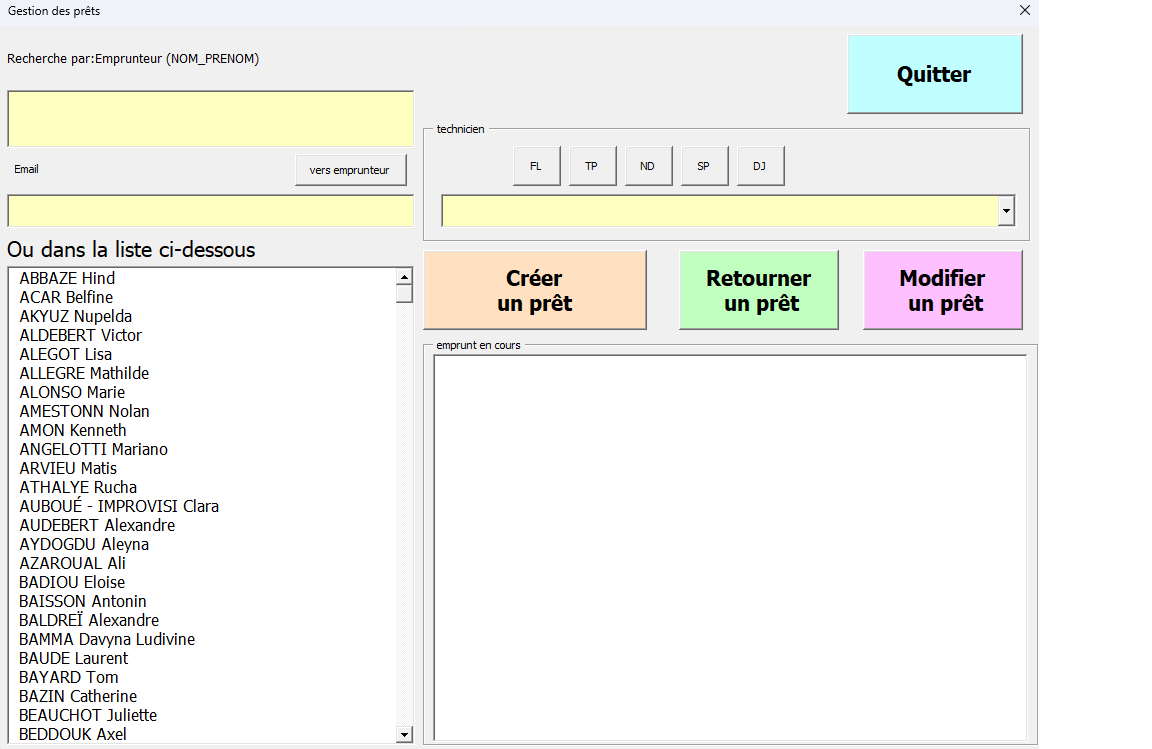 Gestion des prêts
Recherche par:Emprunteur (NOM_PRENOM)
Quitter
technicien
Email
vers emprunteur
FL
TP
ND
SP
DJ
Ou dans la liste ci-dessous
Créer
un prêt
Retourner
un prêt
Modifier
un prêt
emprunt en cours
ABBAZE Hind
ACAR Belfine
AKYUZ Nupelda
ALDEBERT Victor
ALEGOT Lisa
ALLEGRE Mathilde
ALONSO Marie
AMESTONN Nolan
AMON Kenneth
ANGELOTTI Mariano
ARVIEU Matis
ATHALYE Rucha
AUBOUÉ - IMPROVISI Clara
AUDEBERT Alexandre
AYDOGDU Aleyna
AZAROUAL Ali
BADIOU Eloise
BAISSON Antonin
BALDREÏ Alexandre
BAMMA Davyna Ludivine
BAUDE Laurent
BAYARD Tom
BAZIN Catherine
BEAUCHOT Juliette
BEDDOUK Axel